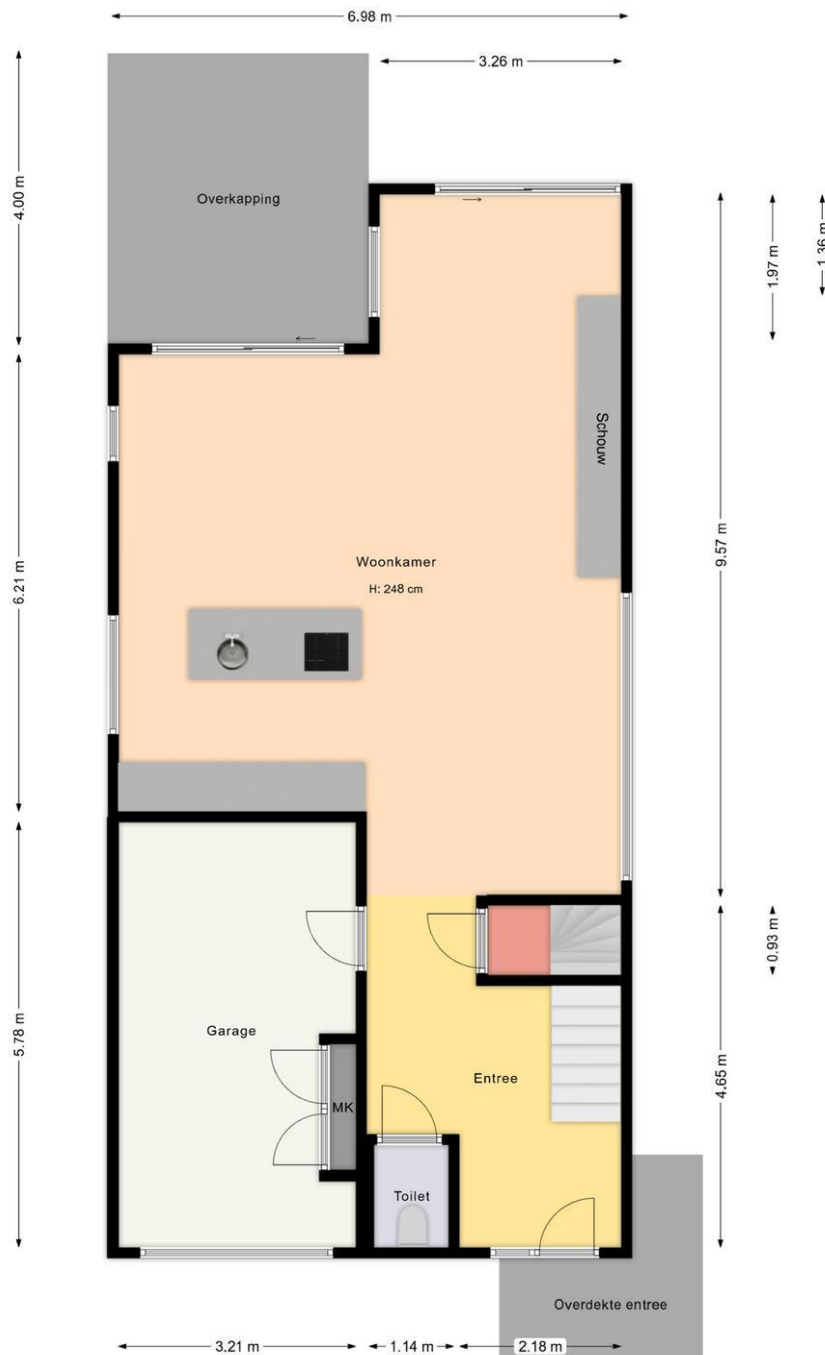 6.98 m
3.26 m
4.00 m
Overkapping
1.97 m
1.36 m
Schouw
Woonkamer
H: 248 cm
9.57 m
6.21 m
0.93 m
Garage
5.78 m
MK
Entree
4.65 m
Toilet
Overdekte entree
3.21 m
1.14 m
2.18 m